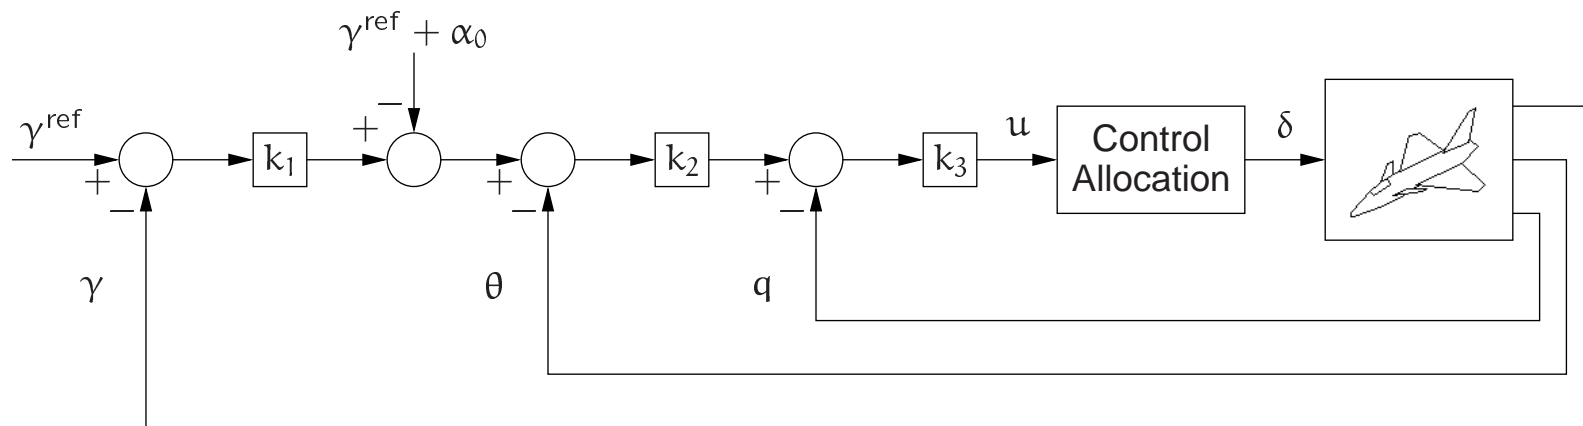 γ^ref + α₀
−
γ^ref
+
−
k₁
+
+
−
k₂
+
−
k₃
u
Control
Allocation
δ
γ
θ
q